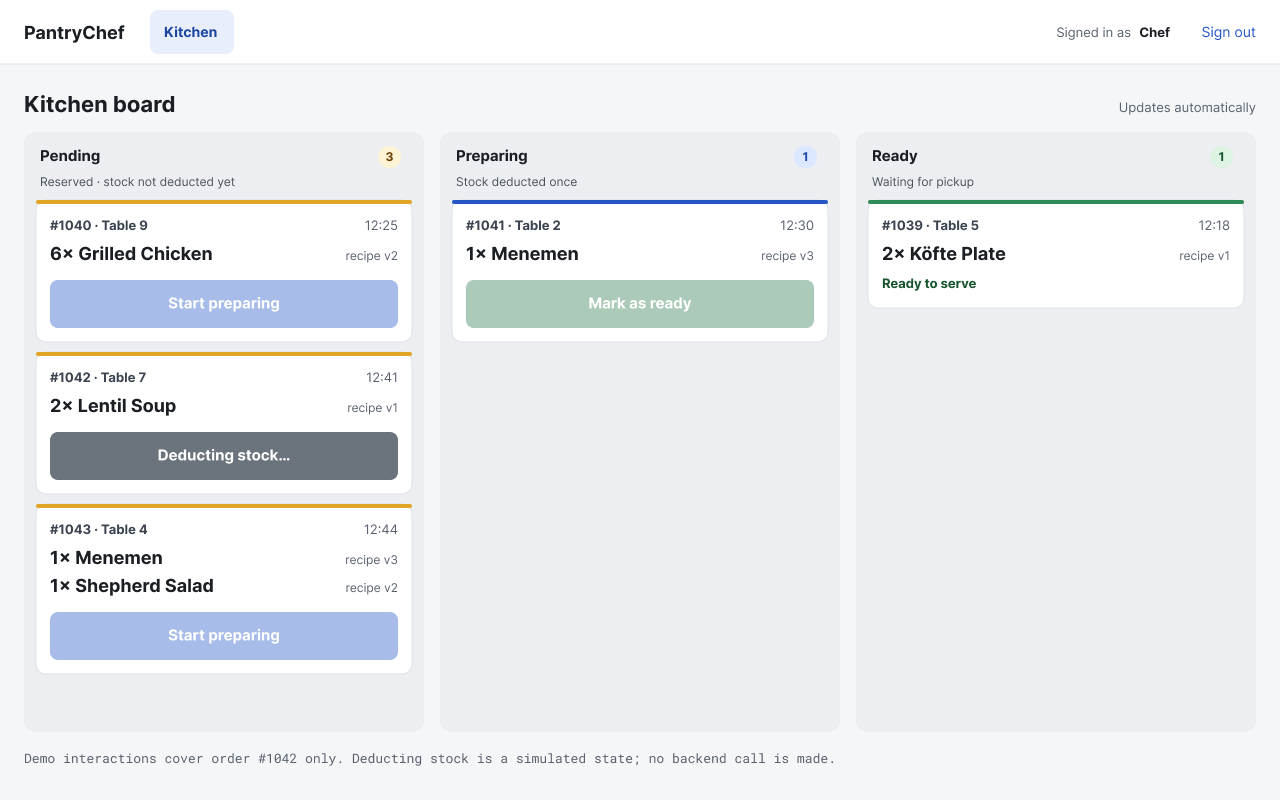 PantryChef
Kitchen
Signed in as Chef
Sign out
Kitchen board
Updates automatically
Pending
3
Reserved · stock not deducted yet
#1040 · Table 9
12:25
6× Grilled Chicken
recipe v2
Start preparing
#1042 · Table 7
12:41
2× Lentil Soup
recipe v1
Deducting stock…
#1043 · Table 4
12:44
1× Menemen
recipe v3
1× Shepherd Salad
recipe v2
Start preparing
Preparing
1
Stock deducted once
#1041 · Table 2
12:30
1× Menemen
recipe v3
Mark as ready
Ready
1
Waiting for pickup
#1039 · Table 5
12:18
2× Köfte Plate
recipe v1
Ready to serve
Demo interactions cover order #1042 only. Deducting stock is a simulated state; no backend call is made.